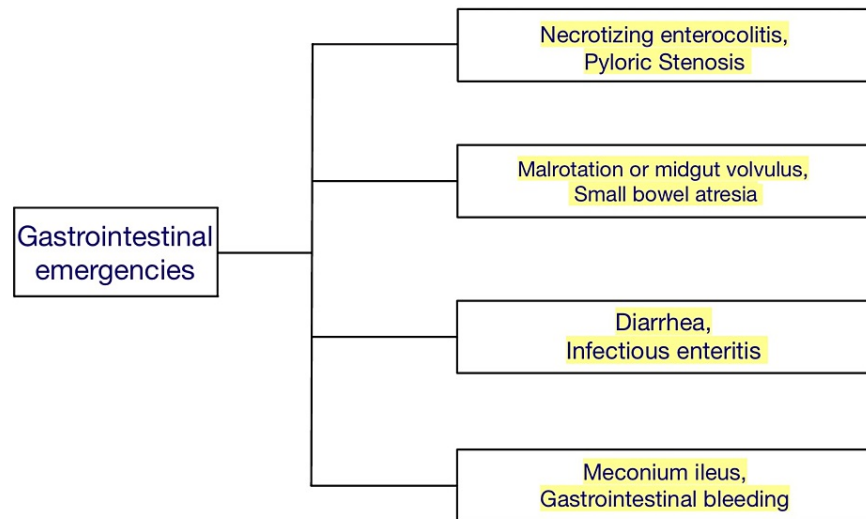 Necrotizing enterocolitis,
Pyloric Stenosis
Malrotation or midgut volvulus,
Small bowel atresia
Gastrointestinal
emergencies
Diarrhea,
Infectious enteritis
Meconium ileus,
Gastrointestinal bleeding